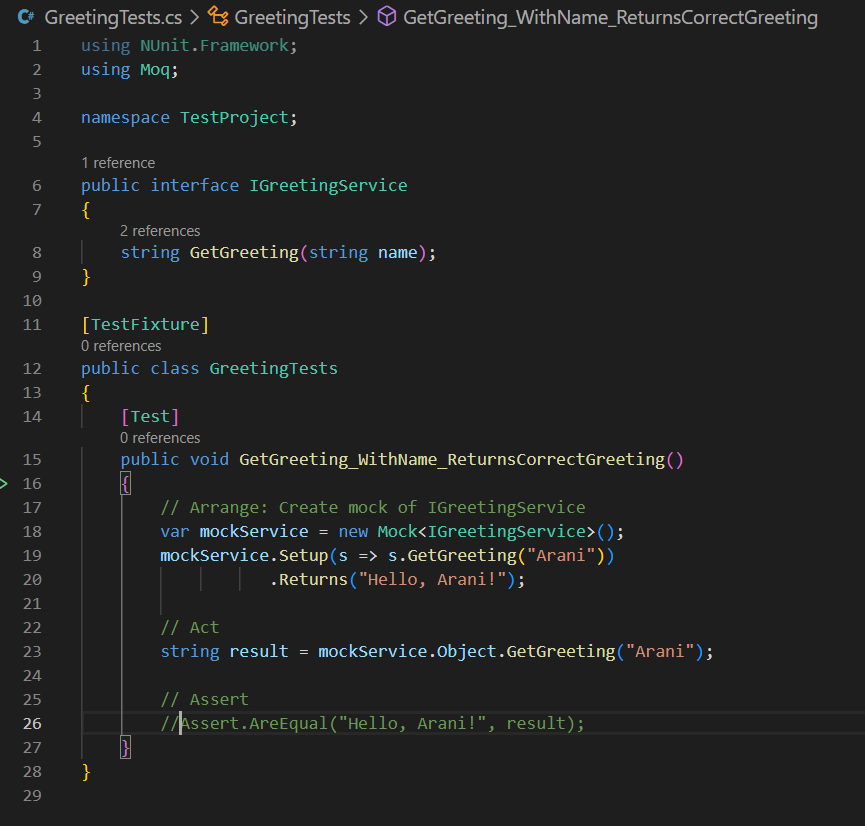 C# GreetingTests.cs > GreetingTests > GetGreeting_WithName_ReturnsCorrectGreeting
1 using NUnit.Framework;
2 using Moq;
3
4 namespace TestProject;
5
1 reference
6 public interface IGreetingService
7 {
2 references
8 string GetGreeting(string name);
9 }
10
11 [TestFixture]
0 references
12 public class GreetingTests
13 {
14 [Test]
0 references
15 public void GetGreeting_WithName_ReturnsCorrectGreeting()
16 {
17 // Arrange: Create mock of IGreetingService
18 var mockService = new Mock<IGreetingService>();
19 mockService.Setup(s => s.GetGreeting("Arani"))
20 .Returns("Hello, Arani!");
21
22 // Act
23 string result = mockService.Object.GetGreeting("Arani");
24
25 // Assert
26 //Assert.AreEqual("Hello, Arani!", result);
27 }
28 }
29